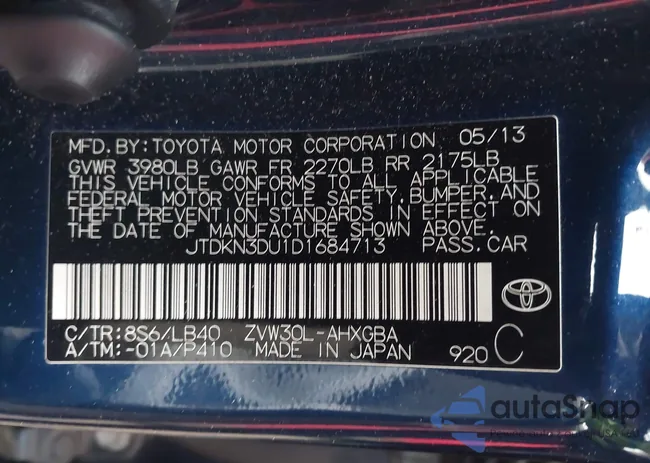 MFD.BY:TOYOTA MOTOR CORPORATION 05/13
GVWR 3980LB GAWR FR 2270LB RR 2175LB
THIS VEHICLE CONFORMS TO ALL APPLICABLE
FEDERAL MOTOR VEHICLE SAFETY,BUMPER,AND
THEFT PREVENTION STANDARDS IN EFFECT ON
THE DATE OF MANUFACTURE SHOWN ABOVE.
JTDKN3DU1D1684713 PASS.CAR
C/TR:8S6/LB40 ZVW30L-AHXGBA
A/TM:-01A/P410 MADE IN JAPAN 920 C
autaSnap